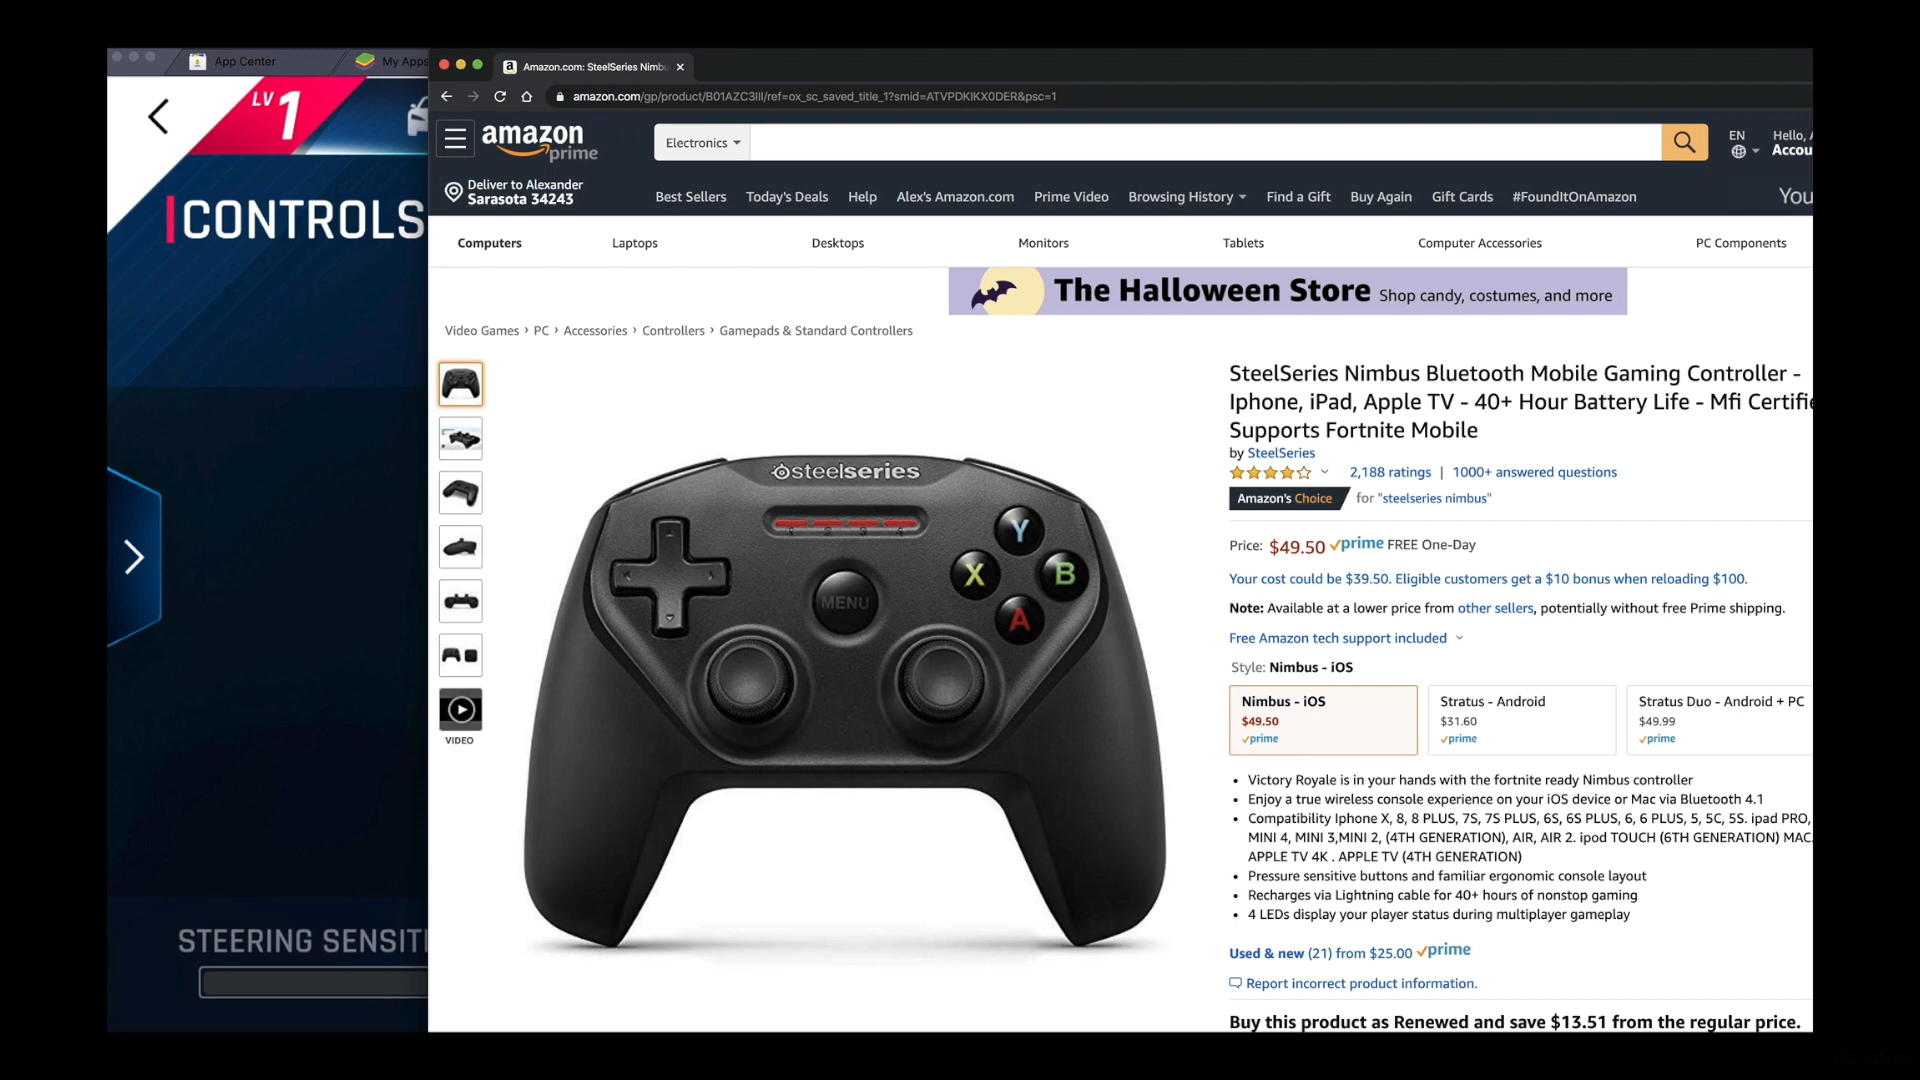 App Center
My Apps
LV 1
CONTROLS
STEERING SENSITI
Amazon.com: SteelSeries Nimbu
amazon.com/gp/product/B01AZC3III/ref=ox_sc_saved_title_1?smid=ATVPDKIKX0DER&psc=1
amazon prime
Electronics
EN
Hello, A
Accou
Deliver to Alexander
Sarasota 34243
Best Sellers Today's Deals Help Alex's Amazon.com Prime Video Browsing History Find a Gift Buy Again Gift Cards #FoundItOnAmazon
You
Computers Laptops Desktops Monitors Tablets Computer Accessories PC Components
The Halloween Store Shop candy, costumes, and more
Video Games › PC › Accessories › Controllers › Gamepads & Standard Controllers
VIDEO
steelseries
1 2 3 4
MENU
Y
X
B
A
SteelSeries Nimbus Bluetooth Mobile Gaming Controller -
Iphone, iPad, Apple TV - 40+ Hour Battery Life - Mfi Certifie
Supports Fortnite Mobile
by SteelSeries
2,188 ratings | 1000+ answered questions
Amazon's Choice for "steelseries nimbus"
Price: $49.50 prime FREE One-Day
Your cost could be $39.50. Eligible customers get a $10 bonus when reloading $100.
Note: Available at a lower price from other sellers, potentially without free Prime shipping.
Free Amazon tech support included
Style: Nimbus - iOS
Nimbus - iOS
$49.50
prime
Stratus - Android
$31.60
prime
Stratus Duo - Android + PC
$49.99
prime
• Victory Royale is in your hands with the fortnite ready Nimbus controller
• Enjoy a true wireless console experience on your iOS device or Mac via Bluetooth 4.1
• Compatibility Iphone X, 8, 8 PLUS, 7S, 7S PLUS, 6S, 6S PLUS, 6, 6 PLUS, 5, 5C, 5S. ipad PRO,
MINI 4, MINI 3,MINI 2, (4TH GENERATION), AIR, AIR 2. ipod TOUCH (6TH GENERATION) MAC.
APPLE TV 4K . APPLE TV (4TH GENERATION)
• Pressure sensitive buttons and familiar ergonomic console layout
• Recharges via Lightning cable for 40+ hours of nonstop gaming
• 4 LEDs display your player status during multiplayer gameplay
Used & new (21) from $25.00 prime
Report incorrect product information.
Buy this product as Renewed and save $13.51 from the regular price.